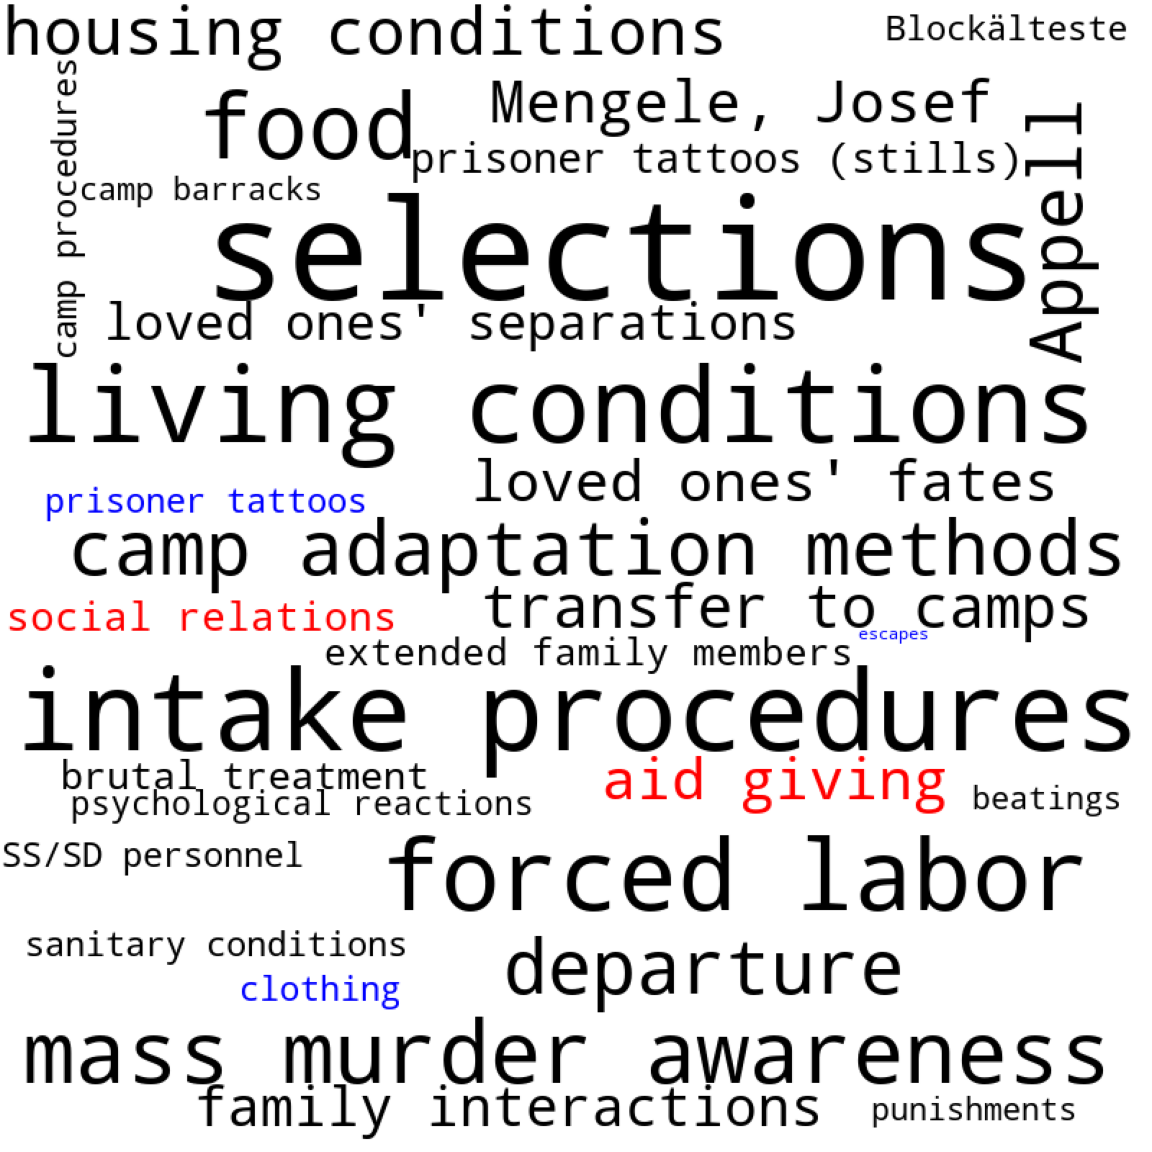 housing conditions
Blockälteste
camp procedures
food
Mengele, Josef
prisoner tattoos (stills)
Appell
camp barracks
selections
loved ones' separations
living conditions
loved ones' fates
prisoner tattoos
camp adaptation methods
social relations
transfer to camps
escapes
extended family members
intake procedures
brutal treatment
aid giving
psychological reactions
beatings
SS/SD personnel
forced labor
sanitary conditions
departure
clothing
mass murder awareness
family interactions
punishments